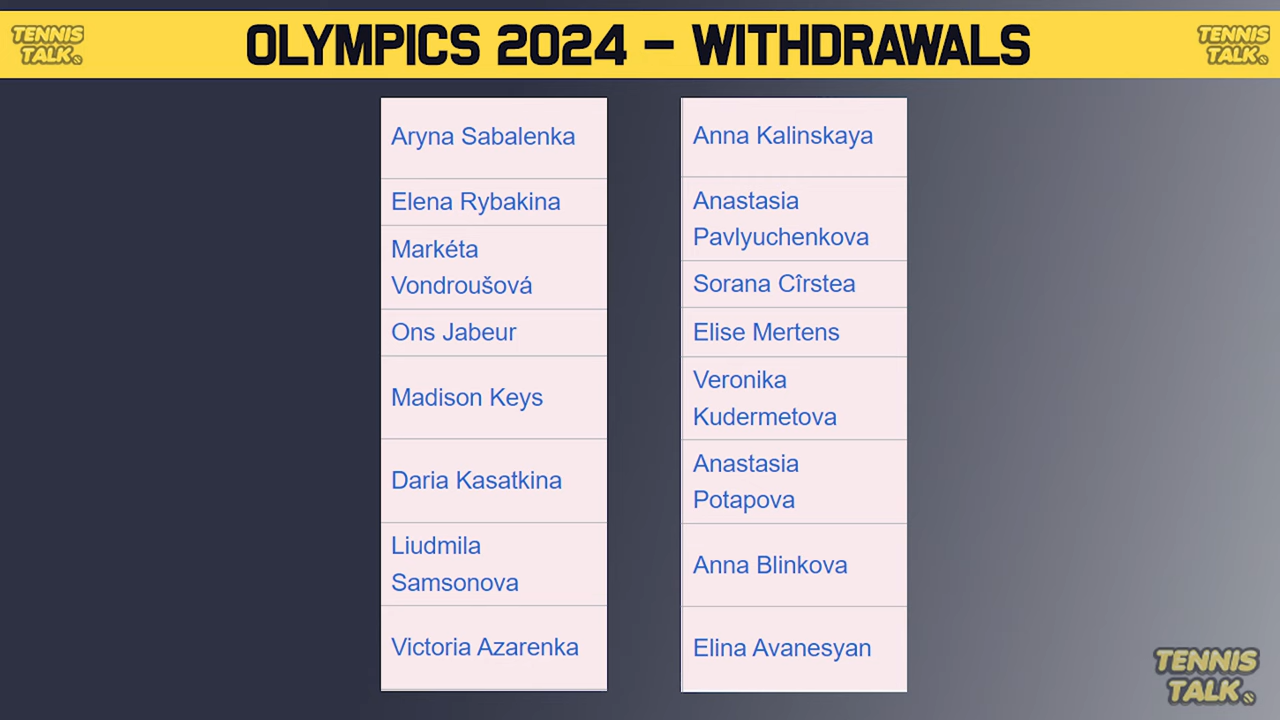 TENNIS
TALK
OLYMPICS 2024 – WITHDRAWALS
TENNIS
TALK
Aryna Sabalenka
Elena Rybakina
Markéta
Vondroušová
Ons Jabeur
Madison Keys
Daria Kasatkina
Liudmila
Samsonova
Victoria Azarenka
Anna Kalinskaya
Anastasia
Pavlyuchenkova
Sorana Cîrstea
Elise Mertens
Veronika
Kudermetova
Anastasia
Potapova
Anna Blinkova
Elina Avanesyan
TENNIS
TALK